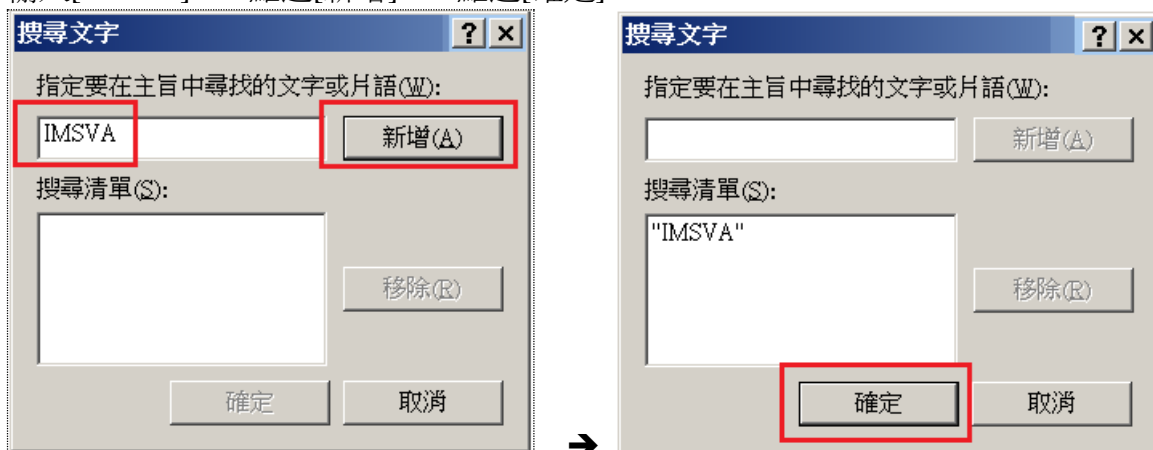 搜尋文字 ? ×
指定要在主旨中尋找的文字或片語(W):
IMSVA 新增(A)
搜尋清單(S):
移除(R)
確定 取消
➔
搜尋文字 ? ×
指定要在主旨中尋找的文字或片語(W):
新增(A)
搜尋清單(S):
"IMSVA"
移除(R)
確定 取消